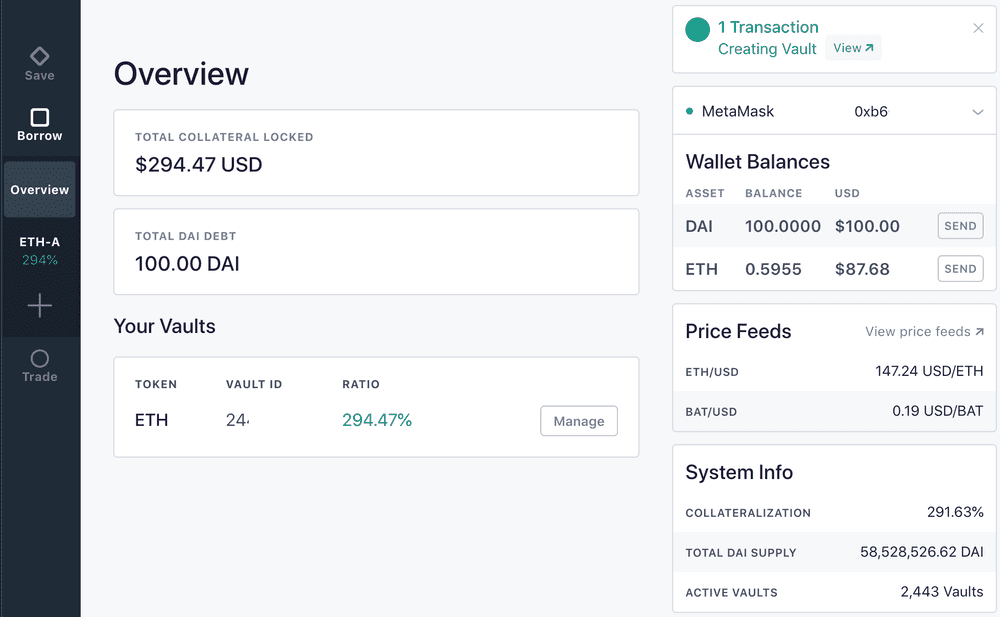 Save
Borrow
Overview
ETH-A
294%
Trade
Overview
TOTAL COLLATERAL LOCKED
$294.47 USD
TOTAL DAI DEBT
100.00 DAI
Your Vaults
TOKEN VAULT ID RATIO
ETH 24 294.47% Manage
1 Transaction
Creating Vault View ↗
MetaMask 0xb6
Wallet Balances
ASSET BALANCE USD
DAI 100.0000 $100.00 SEND
ETH 0.5955 $87.68 SEND
Price Feeds View price feeds ↗
ETH/USD 147.24 USD/ETH
BAT/USD 0.19 USD/BAT
System Info
COLLATERALIZATION 291.63%
TOTAL DAI SUPPLY 58,528,526.62 DAI
ACTIVE VAULTS 2,443 Vaults